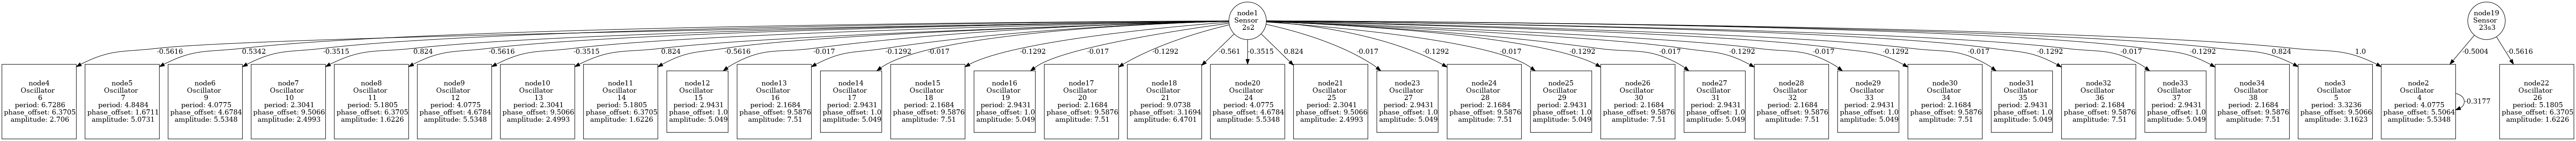 node1
Sensor
2s2
node19
Sensor
23s3
-0.5616
0.5342
-0.3515
0.824
-0.5616
-0.3515
0.824
-0.5616
-0.017
-0.1292
-0.017
-0.1292
-0.017
-0.1292
-0.561
-0.3515
0.824
-0.017
-0.1292
-0.017
-0.1292
-0.017
-0.1292
-0.017
-0.1292
-0.017
-0.1292
-0.017
-0.1292
0.824
1.0
-0.5004
-0.5616
node4
Oscillator
6
period: 6.7286
phase_offset: 6.3705
amplitude: 2.706
node5
Oscillator
7
period: 4.8484
phase_offset: 1.6711
amplitude: 5.0731
node6
Oscillator
9
period: 4.0775
phase_offset: 4.6784
amplitude: 5.5348
node7
Oscillator
10
period: 2.3041
phase_offset: 9.5066
amplitude: 2.4993
node8
Oscillator
11
period: 5.1805
phase_offset: 6.3705
amplitude: 1.6226
node9
Oscillator
12
period: 4.0775
phase_offset: 4.6784
amplitude: 5.5348
node10
Oscillator
13
period: 2.3041
phase_offset: 9.5066
amplitude: 2.4993
node11
Oscillator
14
period: 5.1805
phase_offset: 6.3705
amplitude: 1.6226
node12
Oscillator
15
period: 2.9431
phase_offset: 1.0
amplitude: 5.049
node13
Oscillator
16
period: 2.1684
phase_offset: 9.5876
amplitude: 7.51
node14
Oscillator
17
period: 2.9431
phase_offset: 1.0
amplitude: 5.049
node15
Oscillator
18
period: 2.1684
phase_offset: 9.5876
amplitude: 7.51
node16
Oscillator
19
period: 2.9431
phase_offset: 1.0
amplitude: 5.049
node17
Oscillator
20
period: 2.1684
phase_offset: 9.5876
amplitude: 7.51
node18
Oscillator
21
period: 9.0738
phase_offset: 3.1694
amplitude: 6.4701
node20
Oscillator
24
period: 4.0775
phase_offset: 4.6784
amplitude: 5.5348
node21
Oscillator
25
period: 2.3041
phase_offset: 9.5066
amplitude: 2.4993
node23
Oscillator
27
period: 2.9431
phase_offset: 1.0
amplitude: 5.049
node24
Oscillator
28
period: 2.1684
phase_offset: 9.5876
amplitude: 7.51
node25
Oscillator
29
period: 2.9431
phase_offset: 1.0
amplitude: 5.049
node26
Oscillator
30
period: 2.1684
phase_offset: 9.5876
amplitude: 7.51
node27
Oscillator
31
period: 2.9431
phase_offset: 1.0
amplitude: 5.049
node28
Oscillator
32
period: 2.1684
phase_offset: 9.5876
amplitude: 7.51
node29
Oscillator
33
period: 2.9431
phase_offset: 1.0
amplitude: 5.049
node30
Oscillator
34
period: 2.1684
phase_offset: 9.5876
amplitude: 7.51
node31
Oscillator
35
period: 2.9431
phase_offset: 1.0
amplitude: 5.049
node32
Oscillator
36
period: 2.1684
phase_offset: 9.5876
amplitude: 7.51
node33
Oscillator
37
period: 2.9431
phase_offset: 1.0
amplitude: 5.049
node34
Oscillator
38
period: 2.1684
phase_offset: 9.5876
amplitude: 7.51
node3
Oscillator
5
period: 3.3236
phase_offset: 9.5066
amplitude: 3.1623
node2
Oscillator
4
period: 4.0775
phase_offset: 5.5064
amplitude: 5.5348
-0.3177
node22
Oscillator
26
period: 5.1805
phase_offset: 6.3705
amplitude: 1.6226